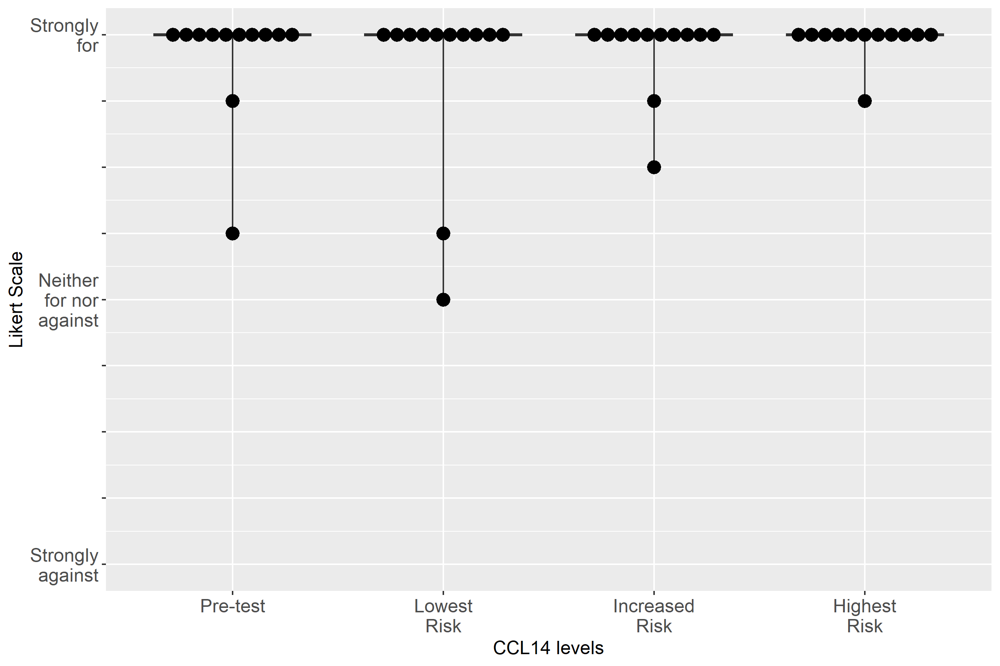 Strongly
for
Neither
for nor
against
Strongly
against
Likert Scale
Pre-test
Lowest
Risk
Increased
Risk
Highest
Risk
CCL14 levels